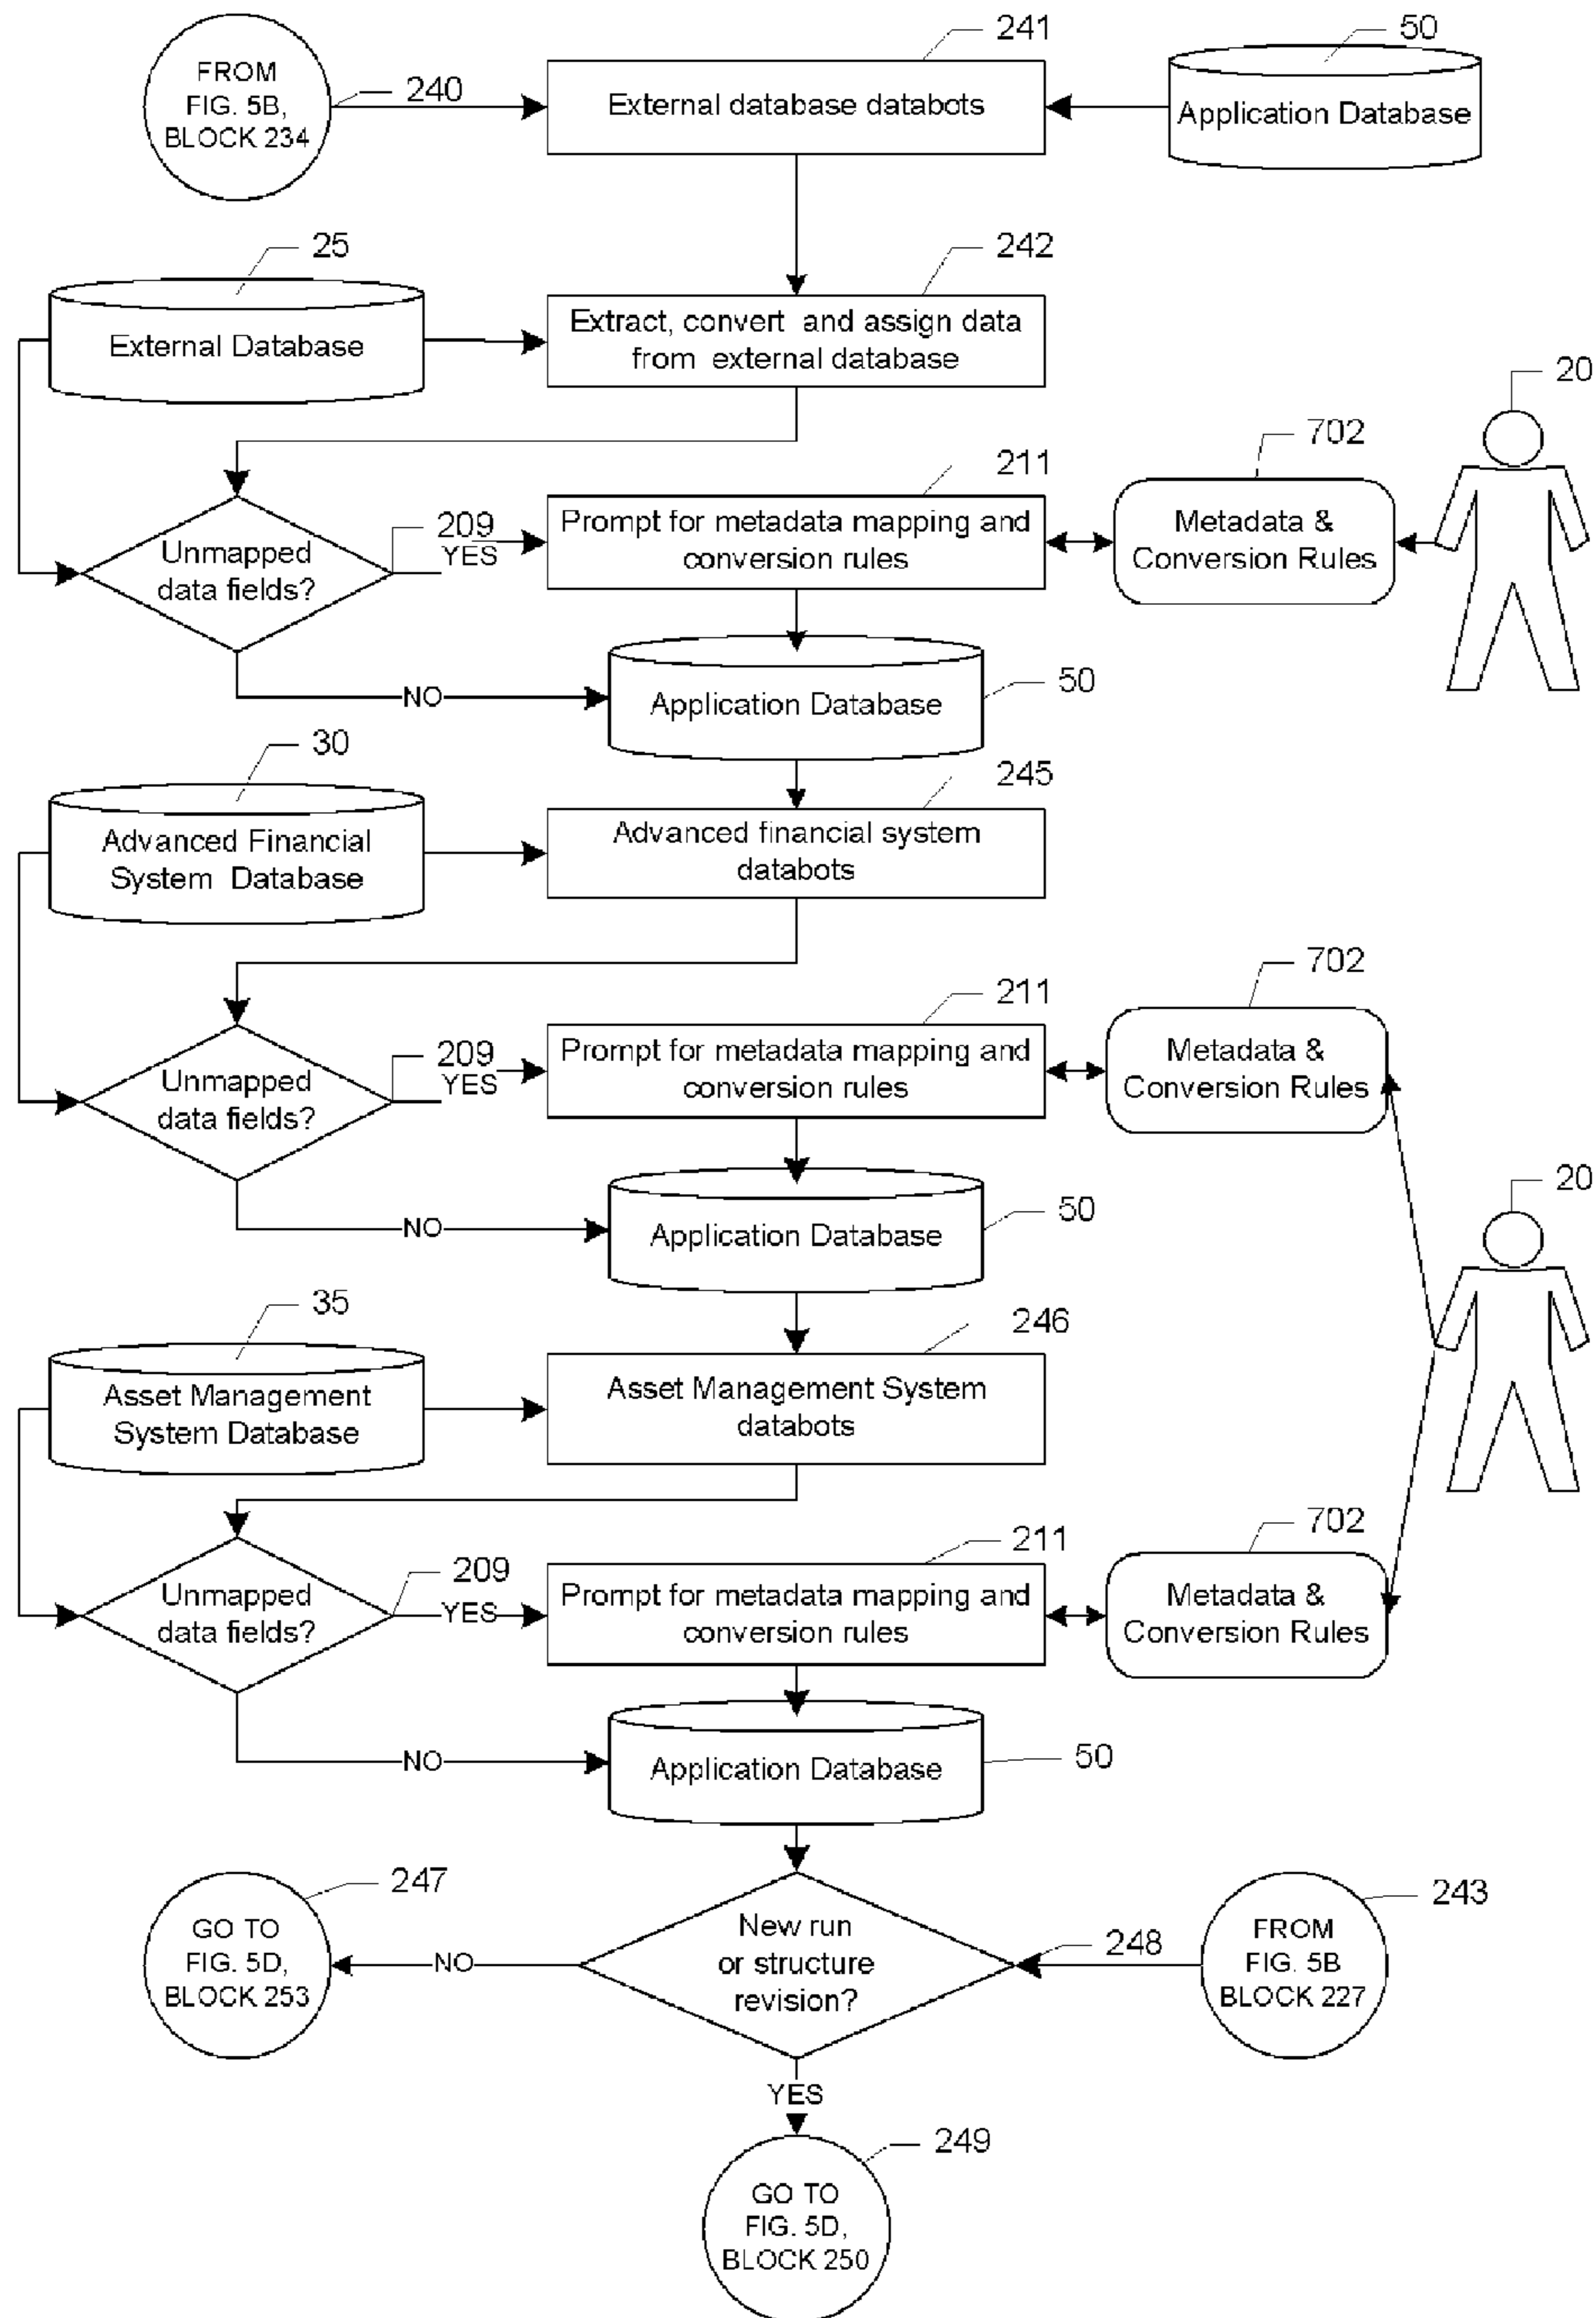 241
50
FROM
FIG. 5B,
BLOCK 234
240
External database databots
Application Database
25
242
External Database
Extract, convert and assign data
from external database
20
702
211
209
Unmapped
data fields?
YES
Prompt for metadata mapping and
conversion rules
Metadata &
Conversion Rules
NO
Application Database
50
30
245
Advanced Financial
System Database
Advanced financial system
databots
702
211
209
Unmapped
data fields?
YES
Prompt for metadata mapping and
conversion rules
Metadata &
Conversion Rules
20
NO
Application Database
50
35
246
Asset Management
System Database
Asset Management System
databots
702
211
209
Unmapped
data fields?
YES
Prompt for metadata mapping and
conversion rules
Metadata &
Conversion Rules
NO
Application Database
50
247
243
GO TO
FIG. 5D,
BLOCK 253
NO
New run
or structure
revision?
248
FROM
FIG. 5B
BLOCK 227
YES
249
GO TO
FIG. 5D,
BLOCK 250